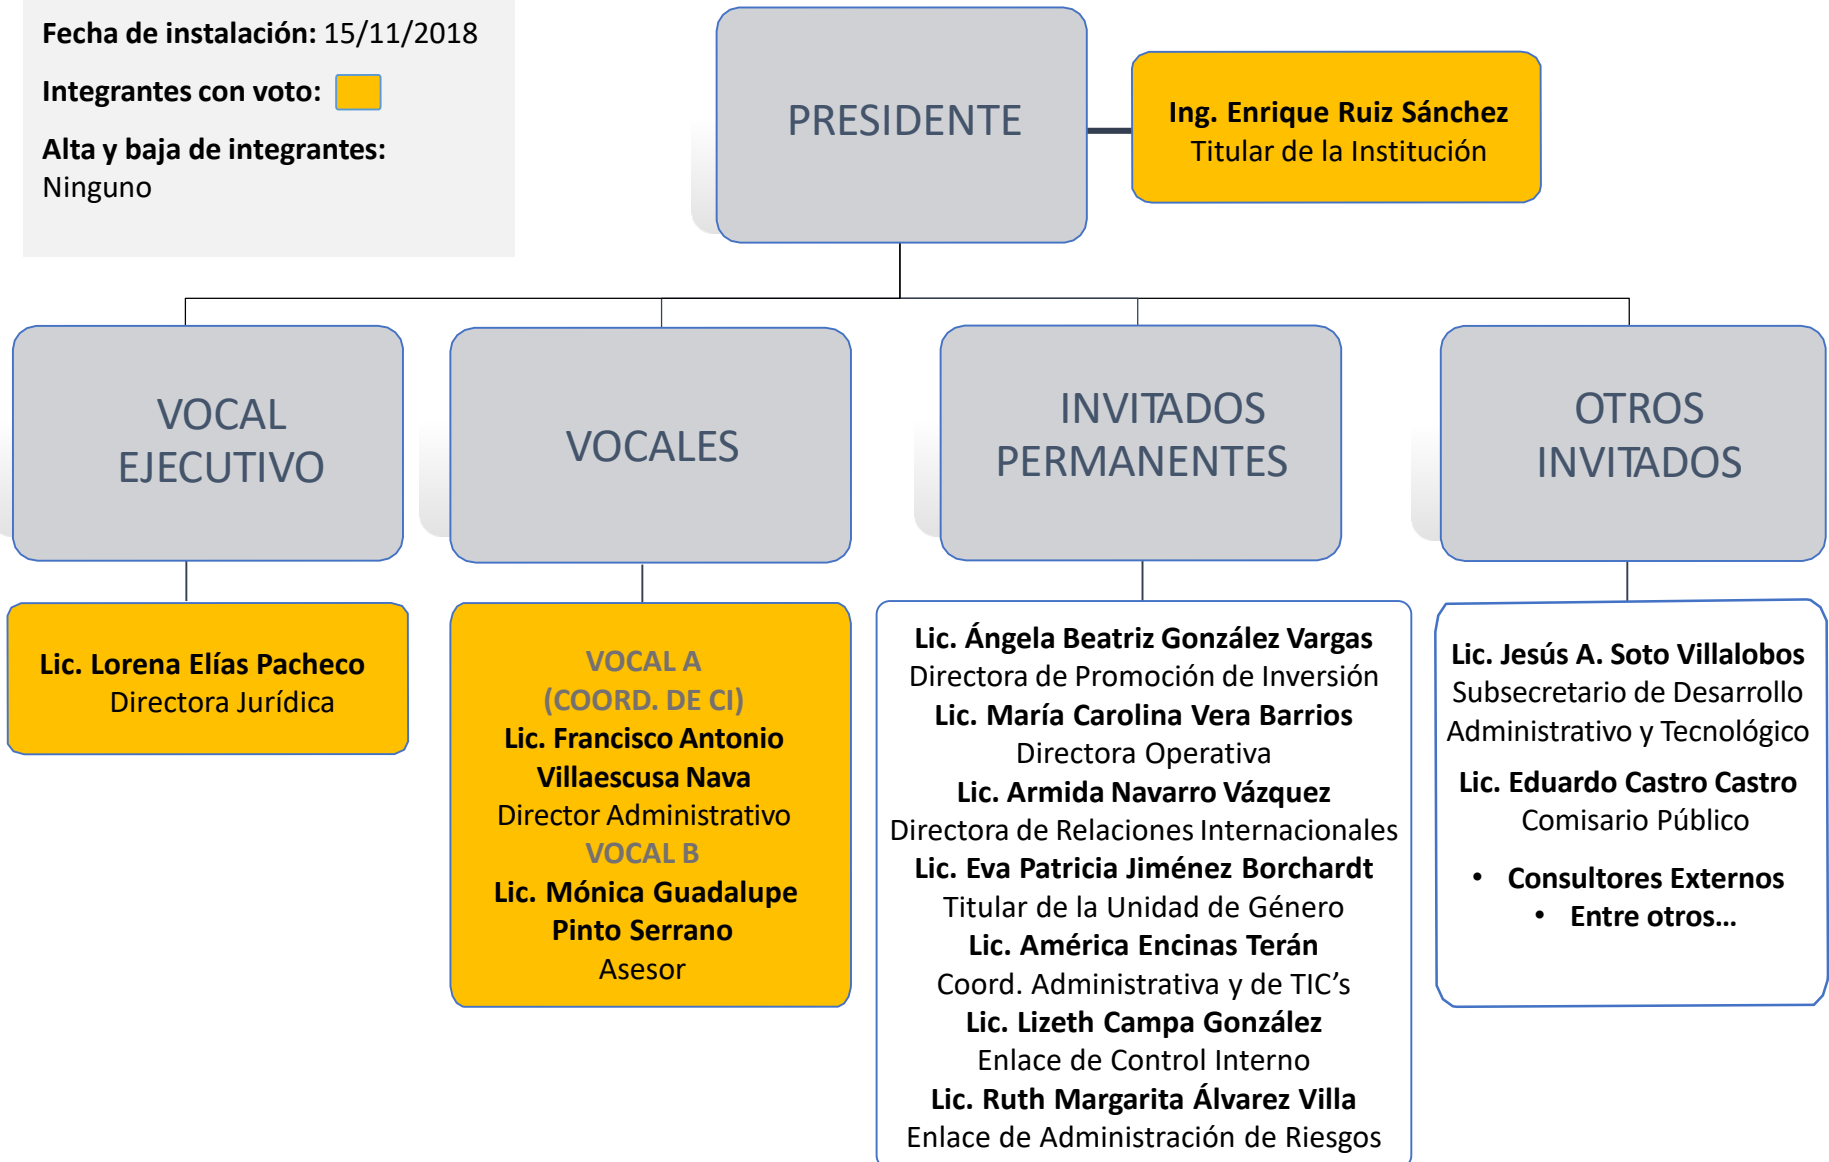 Fecha de instalación: 15/11/2018
Integrantes con voto:
Alta y baja de integrantes:
Ninguno
PRESIDENTE
Ing. Enrique Ruiz Sánchez
Titular de la Institución
VOCAL
EJECUTIVO
Lic. Lorena Elías Pacheco
Directora Jurídica
VOCALES
VOCAL A
(COORD. DE CI)
Lic. Francisco Antonio
Villaescusa Nava
Director Administrativo
VOCAL B
Lic. Mónica Guadalupe
Pinto Serrano
Asesor
INVITADOS
PERMANENTES
Lic. Ángela Beatriz González Vargas
Directora de Promoción de Inversión
Lic. María Carolina Vera Barrios
Directora Operativa
Lic. Armida Navarro Vázquez
Directora de Relaciones Internacionales
Lic. Eva Patricia Jiménez Borchardt
Titular de la Unidad de Género
Lic. América Encinas Terán
Coord. Administrativa y de TIC’s
Lic. Lizeth Campa González
Enlace de Control Interno
Lic. Ruth Margarita Álvarez Villa
Enlace de Administración de Riesgos
OTROS
INVITADOS
Lic. Jesús A. Soto Villalobos
Subsecretario de Desarrollo
Administrativo y Tecnológico
Lic. Eduardo Castro Castro
Comisario Público
• Consultores Externos
• Entre otros…